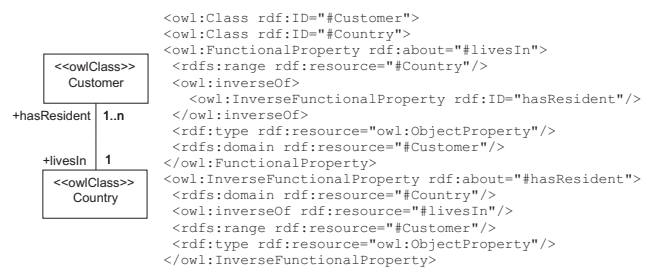 <<owlClass>>
Customer
+hasResident 1..n
+livesIn 1
<<owlClass>>
Country
<owl:Class rdf:ID="#Customer">
<owl:Class rdf:ID="#Country">
<owl:FunctionalProperty rdf:about="#livesIn">
<rdfs:range rdf:resource="#Country"/>
<owl:inverseOf>
<owl:InverseFunctionalProperty rdf:ID="hasResident"/>
</owl:inverseOf>
<rdf:type rdf:resource="owl:ObjectProperty"/>
<rdfs:domain rdf:resource="#Customer"/>
</owl:FunctionalProperty>
<owl:InverseFunctionalProperty rdf:about="#hasResident">
<rdfs:domain rdf:resource="#Country"/>
<owl:inverseOf rdf:resource="#livesIn"/>
<rdfs:range rdf:resource="#Customer"/>
<rdf:type rdf:resource="owl:ObjectProperty"/>
</owl:InverseFunctionalProperty>